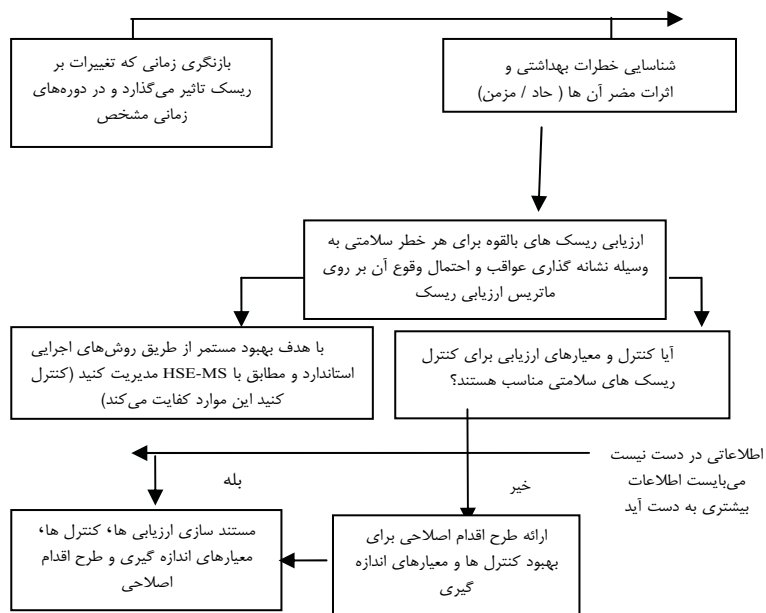 شناسایی خطرات بهداشتی و
اثرات مضر آن ها ( حاد / مزمن)
بازنگری زمانی که تغییرات بر
ریسک تاثیر می‌گذارد و در دوره‌های
زمانی مشخص
ارزیابی ریسک های بالقوه برای هر خطر سلامتی به
وسیله نشانه گذاری عواقب و احتمال وقوع آن بر روی
ماتریس ارزیابی ریسک
آیا کنترل و معیارهای ارزیابی برای کنترل
ریسک های سلامتی مناسب هستند؟
با هدف بهبود مستمر از طریق روش‌های اجرایی
استاندارد و مطابق با HSE-MS مدیریت کنید (کنترل
کنید این موارد کفایت می‌کند)
اطلاعاتی در دست نیست
می‌بایست اطلاعات
بیشتری به دست آید
خیر
بله
ارائه طرح اقدام اصلاحی برای
بهبود کنترل ها و معیارهای اندازه
گیری
مستند سازی ارزیابی ها، کنترل ها،
معیارهای اندازه گیری و طرح اقدام
اصلاحی